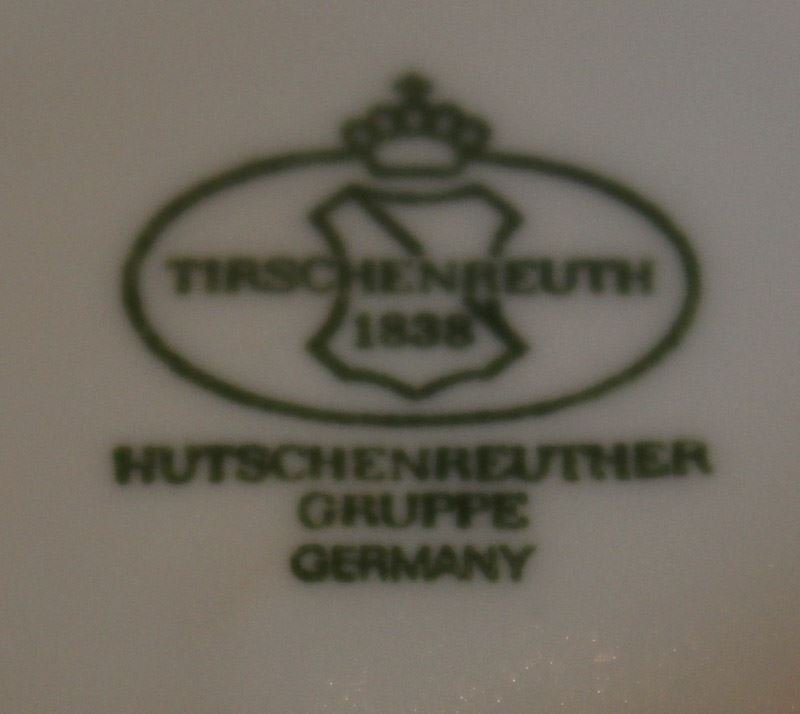 TIRSCHENREUTH
1838
HUTSCHENREUTHER
GRUPPE
GERMANY